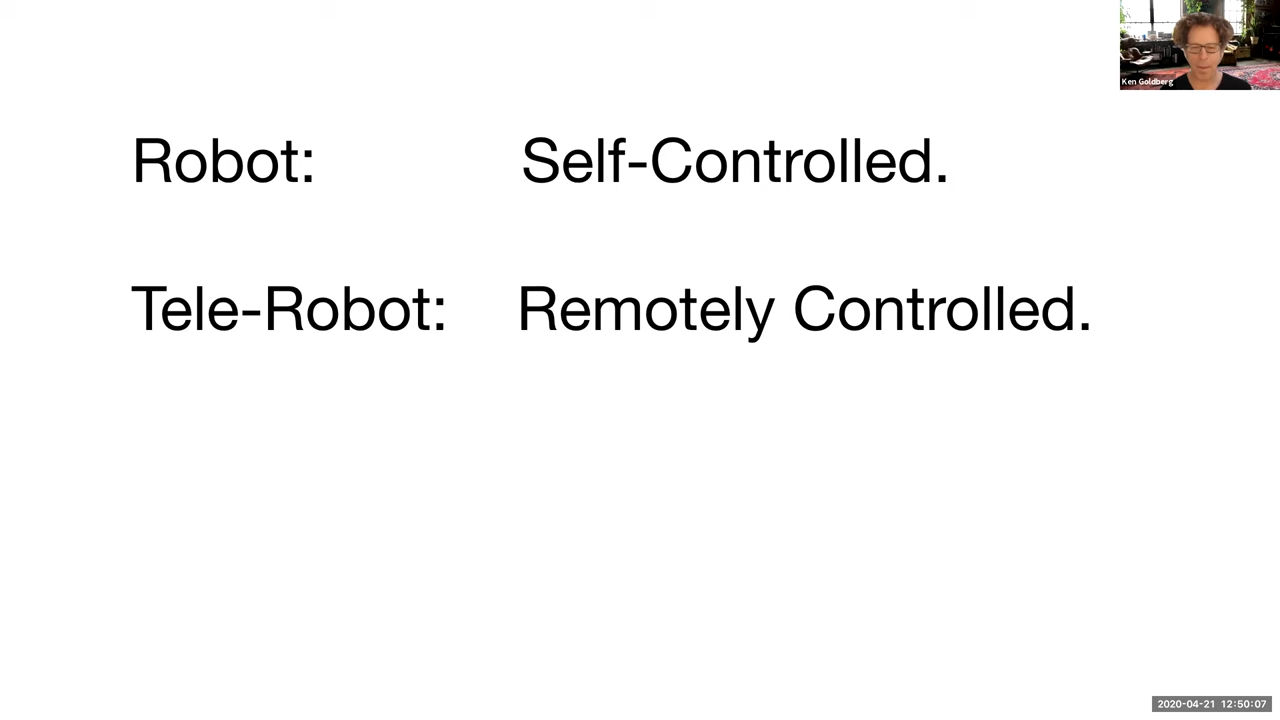 Ken Goldberg
Robot: Self-Controlled.
Tele-Robot: Remotely Controlled.
2020-04-21 12:50:07